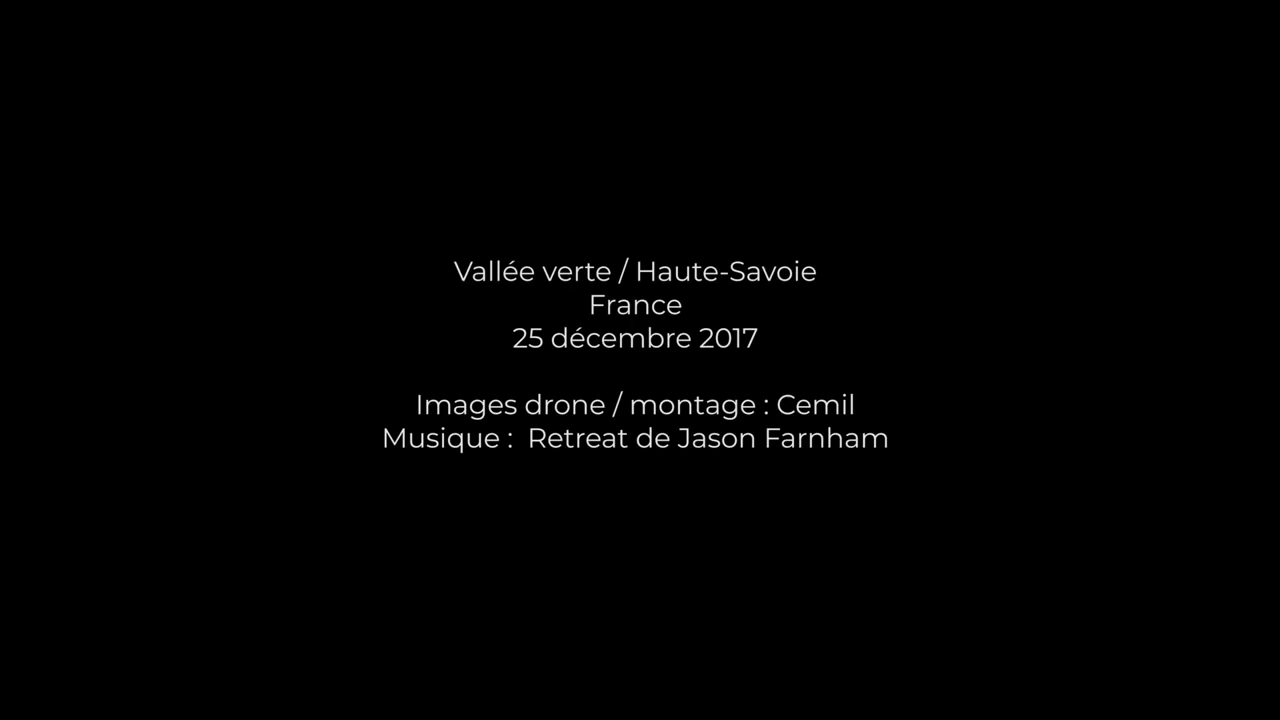 Vallée verte / Haute-Savoie
France
25 décembre 2017
Images drone / montage : Cemil
Musique :  Retreat de Jason Farnham